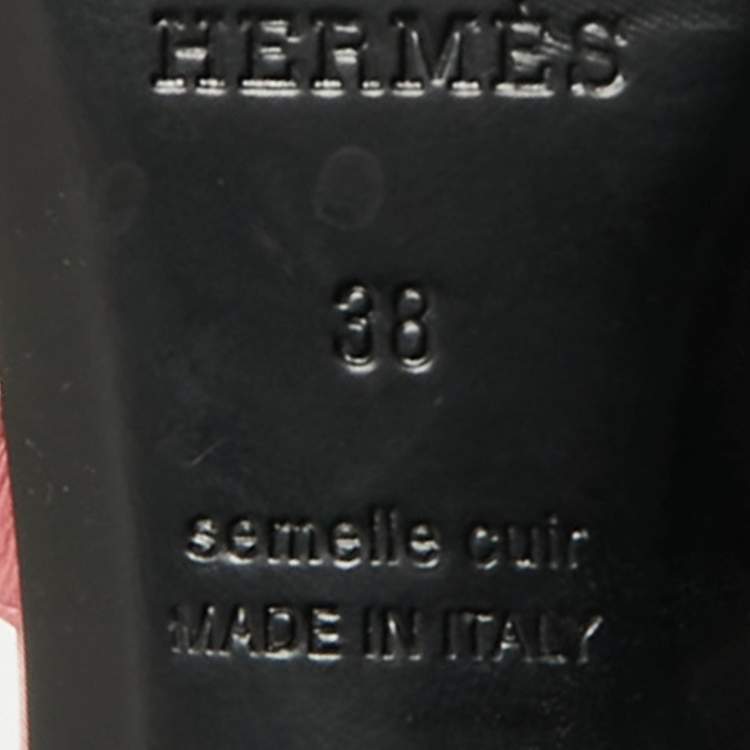 HERMÈS
38
semelle cuir
MADE IN ITALY